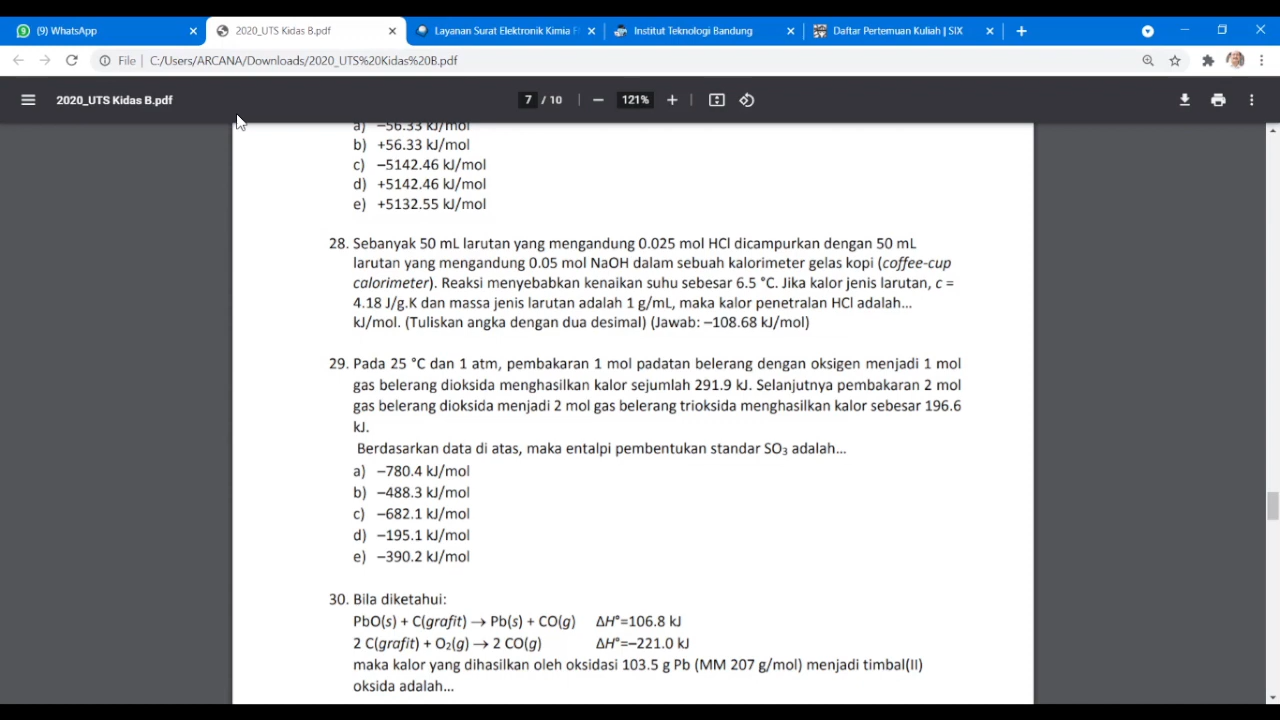 (9) WhatsApp
2020_UTS Kidas B.pdf
Layanan Surat Elektronik Kimia F
Institut Teknologi Bandung
Daftar Pertemuan Kuliah | SIX
File | C:/Users/ARCANA/Downloads/2020_UTS%20Kidas%20B.pdf
2020_UTS Kidas B.pdf
7 / 10
121%
a) –56.33 kJ/mol
b) +56.33 kJ/mol
c) –5142.46 kJ/mol
d) +5142.46 kJ/mol
e) +5132.55 kJ/mol
28. Sebanyak 50 mL larutan yang mengandung 0.025 mol HCl dicampurkan dengan 50 mL
larutan yang mengandung 0.05 mol NaOH dalam sebuah kalorimeter gelas kopi (coffee-cup
calorimeter). Reaksi menyebabkan kenaikan suhu sebesar 6.5 °C. Jika kalor jenis larutan, c =
4.18 J/g.K dan massa jenis larutan adalah 1 g/mL, maka kalor penetralan HCl adalah...
kJ/mol. (Tuliskan angka dengan dua desimal) (Jawab: –108.68 kJ/mol)
29. Pada 25 °C dan 1 atm, pembakaran 1 mol padatan belerang dengan oksigen menjadi 1 mol
gas belerang dioksida menghasilkan kalor sejumlah 291.9 kJ. Selanjutnya pembakaran 2 mol
gas belerang dioksida menjadi 2 mol gas belerang trioksida menghasilkan kalor sebesar 196.6
kJ.
Berdasarkan data di atas, maka entalpi pembentukan standar SO₃ adalah...
a) –780.4 kJ/mol
b) –488.3 kJ/mol
c) –682.1 kJ/mol
d) –195.1 kJ/mol
e) –390.2 kJ/mol
30. Bila diketahui:
PbO(s) + C(grafit) → Pb(s) + CO(g) ΔH°=106.8 kJ
2 C(grafit) + O₂(g) → 2 CO(g) ΔH°=–221.0 kJ
maka kalor yang dihasilkan oleh oksidasi 103.5 g Pb (MM 207 g/mol) menjadi timbal(II)
oksida adalah...